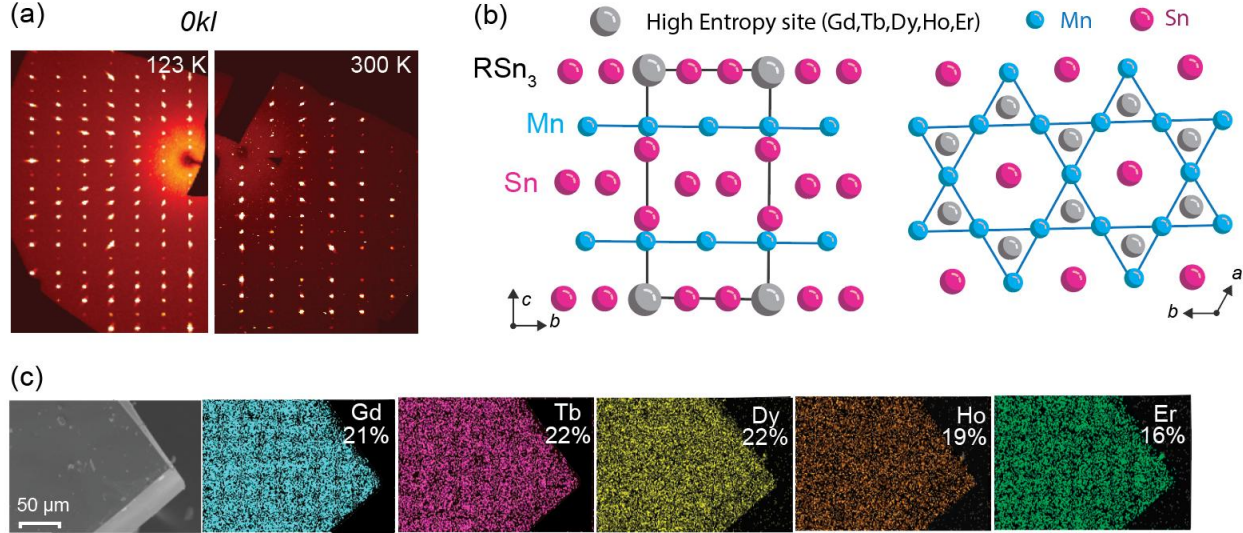 (a)
0kl
123 K
300 K
(b)
High Entropy site (Gd,Tb,Dy,Ho,Er)
Mn
Sn
RSn3
Mn
Sn
c
b
a
b
(c)
50 µm
Gd
21%
Tb
22%
Dy
22%
Ho
19%
Er
16%